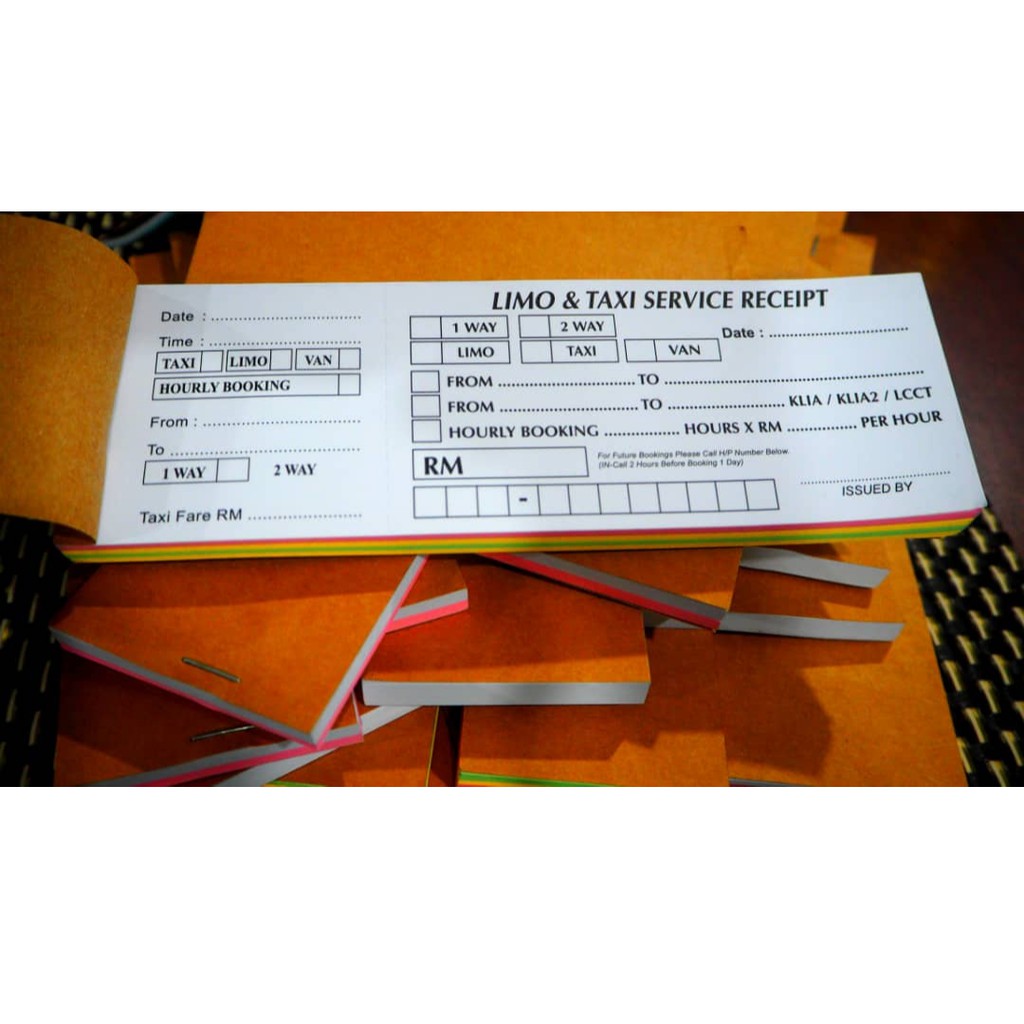 Date : ........................................
Time : ........................................
TAXI LIMO VAN
HOURLY BOOKING
From : ........................................
To ........................................
1 WAY 2 WAY
Taxi Fare RM ........................
LIMO & TAXI SERVICE RECEIPT
1 WAY 2 WAY
Date : ........................................
LIMO TAXI VAN
FROM ........................ TO ........................................
FROM ........................ TO ........................ KLIA / KLIA2 / LCCT
HOURLY BOOKING ................ HOURS X RM ................ PER HOUR
RM
For Future Bookings Please Call H/P Number Below.
(IN-Call 2 Hours Before Booking 1 Day)
-
........................................
ISSUED BY